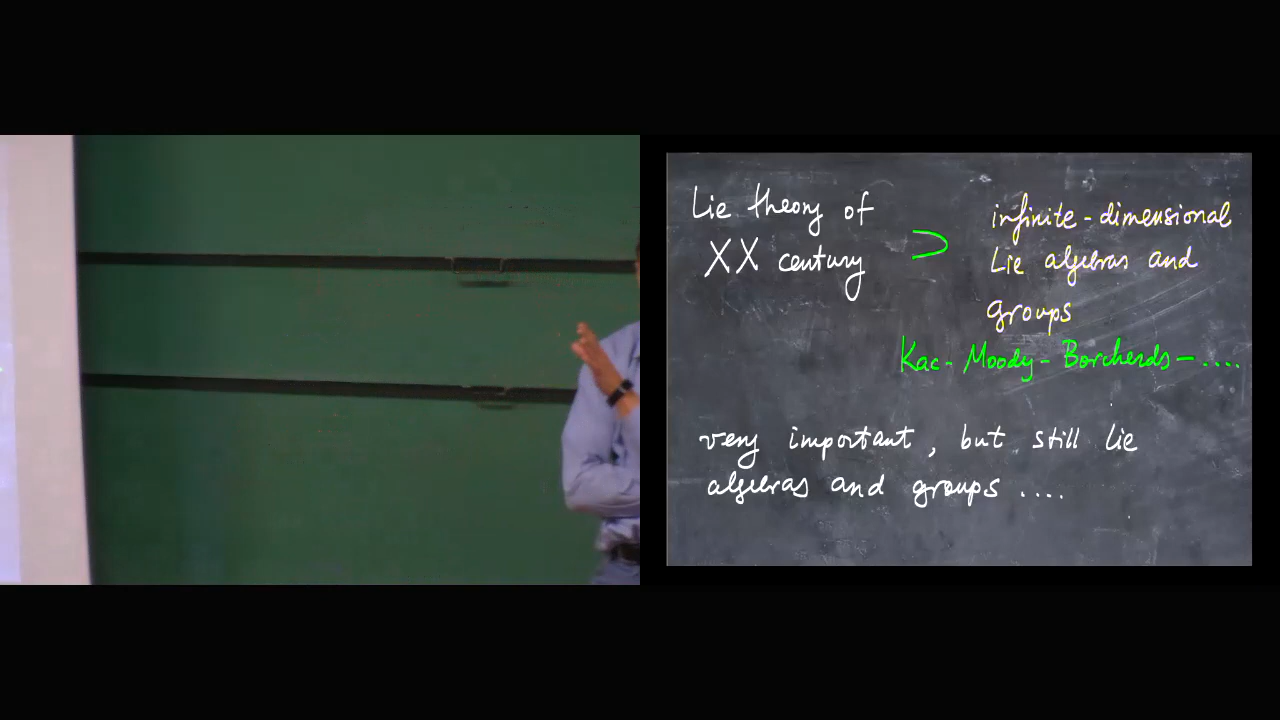 Lie theory of
XX century
⊃
infinite-dimensional
Lie algebras and
groups
Kac-Moody-Borcherds-....
very important, but still Lie
algebras and groups ....